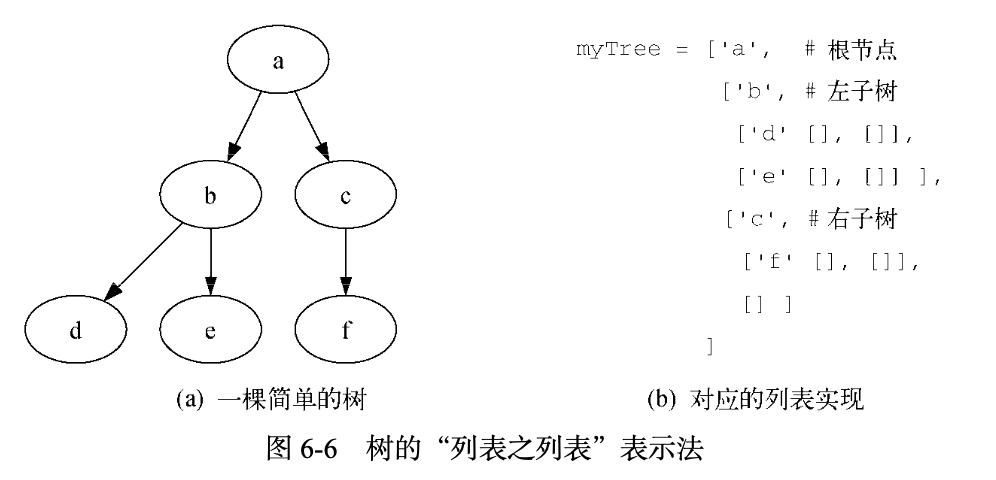 a
b
c
d
e
f
(a) 一棵简单的树
myTree = ['a', # 根节点
['b', # 左子树
['d' [], []],
['e' [], []] ],
['c', # 右子树
['f' [], []],
[] ]
]
(b) 对应的列表实现
图 6-6 树的“列表之列表”表示法